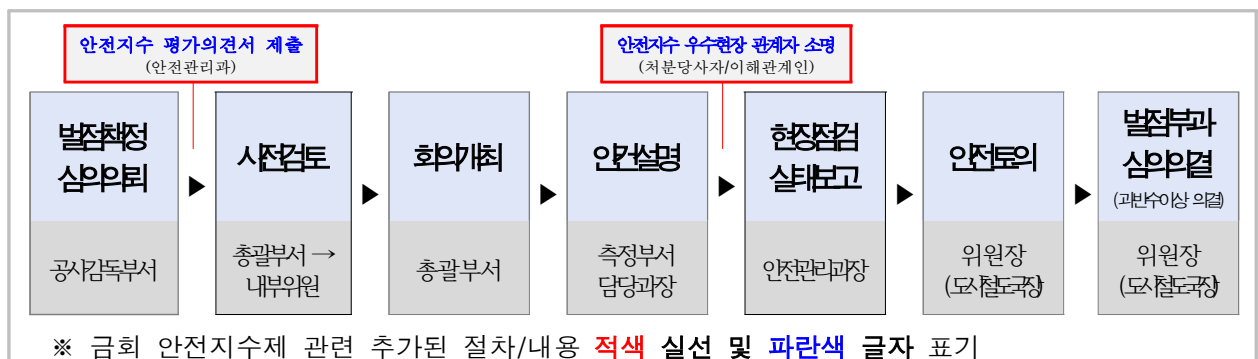 안전지수 평가의견서 제출
(안전관리과)
안전지수 우수현장 관계자 소명
(처분당사자/이해관계인)
벌점책정
심의의뢰
공사감독부서
▶
사전검토
총괄부서 →
내부위원
▶
회의개최
총괄부서
▶
안건설명
측정부서
담당과장
▶
현장점검
실태보고
안전관리과장
▶
안전토의
위원장
(도시철도국장)
▶
벌점부과
심의의결
(과반수이상 의결)
위원장
(도시철도국장)
※ 금회 안전지수제 관련 추가된 절차/내용 적색 실선 및 파란색 글자 표기